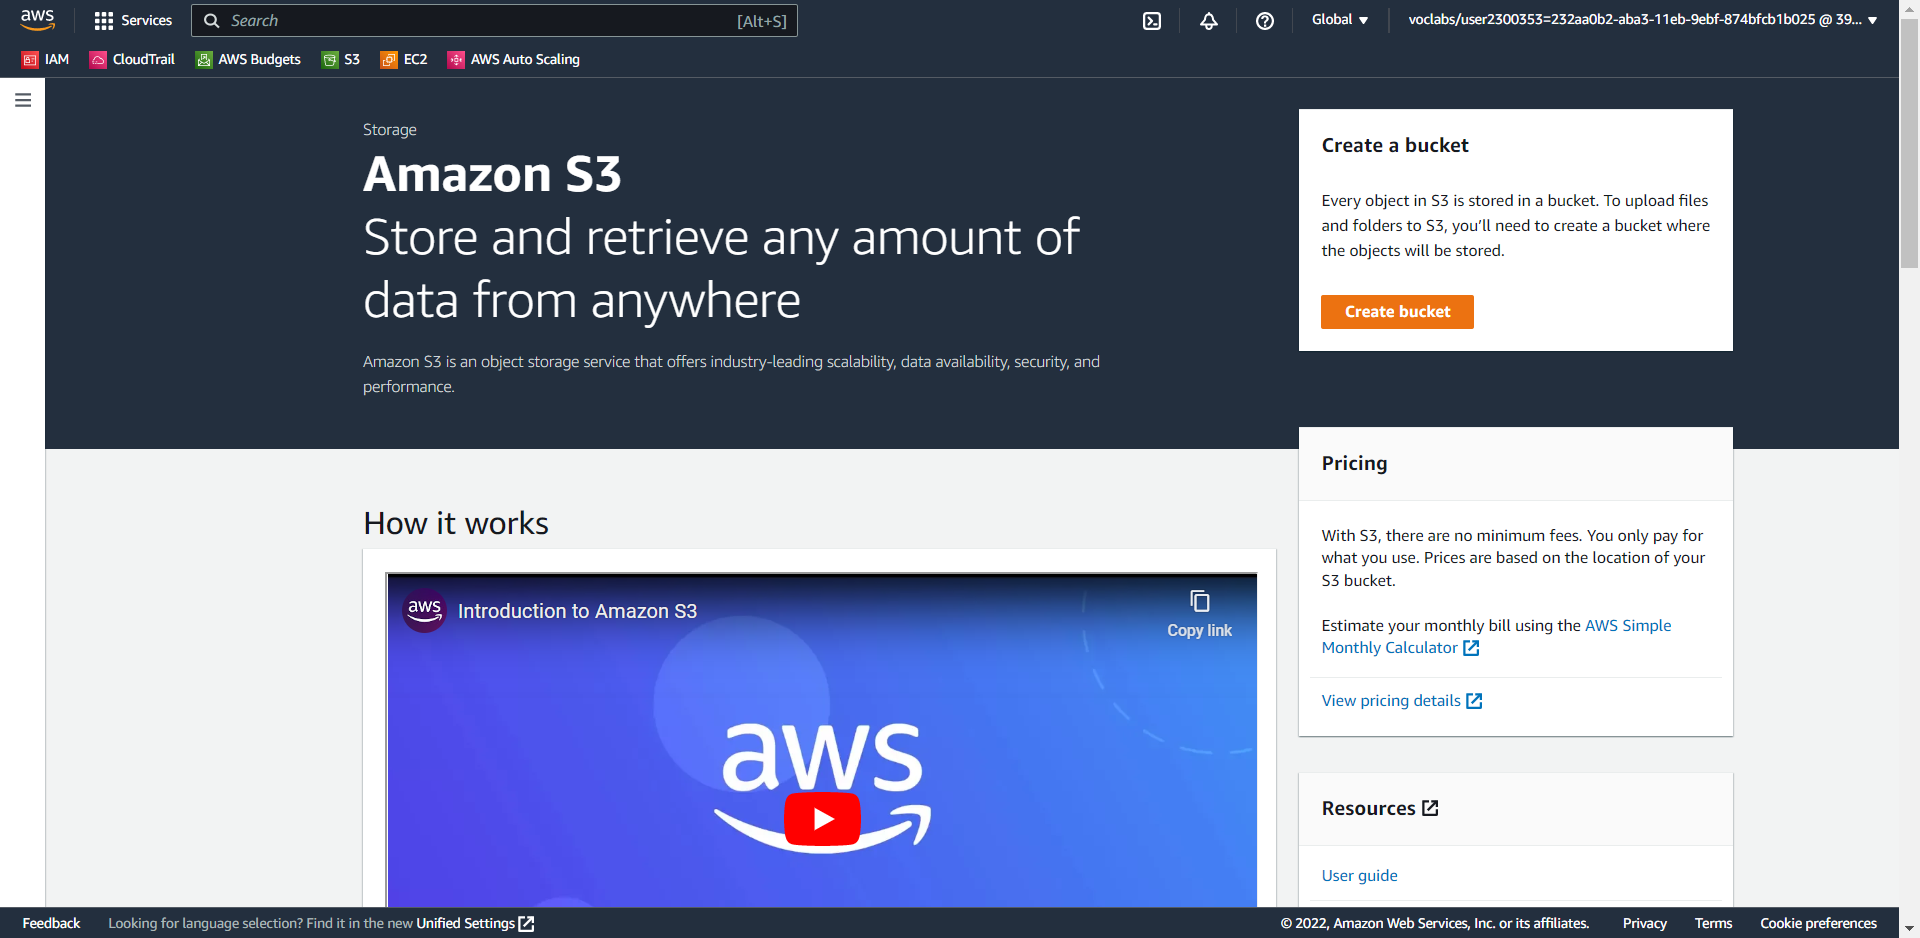 aws
Services
Search
[Alt+S]
Global
voclabs/user2300353=232aa0b2-aba3-11eb-9ebf-874bfcb1b025 @ 39...
IAM
CloudTrail
AWS Budgets
S3
EC2
AWS Auto Scaling
Storage
Amazon S3
Store and retrieve any amount of
data from anywhere
Amazon S3 is an object storage service that offers industry-leading scalability, data availability, security, and
performance.
Create a bucket
Every object in S3 is stored in a bucket. To upload files
and folders to S3, you’ll need to create a bucket where
the objects will be stored.
Create bucket
How it works
aws
Introduction to Amazon S3
Copy link
aws
Pricing
With S3, there are no minimum fees. You only pay for
what you use. Prices are based on the location of your
S3 bucket.
Estimate your monthly bill using the AWS Simple
Monthly Calculator
View pricing details
Resources
User guide
Feedback
Looking for language selection? Find it in the new Unified Settings
© 2022, Amazon Web Services, Inc. or its affiliates.
Privacy
Terms
Cookie preferences